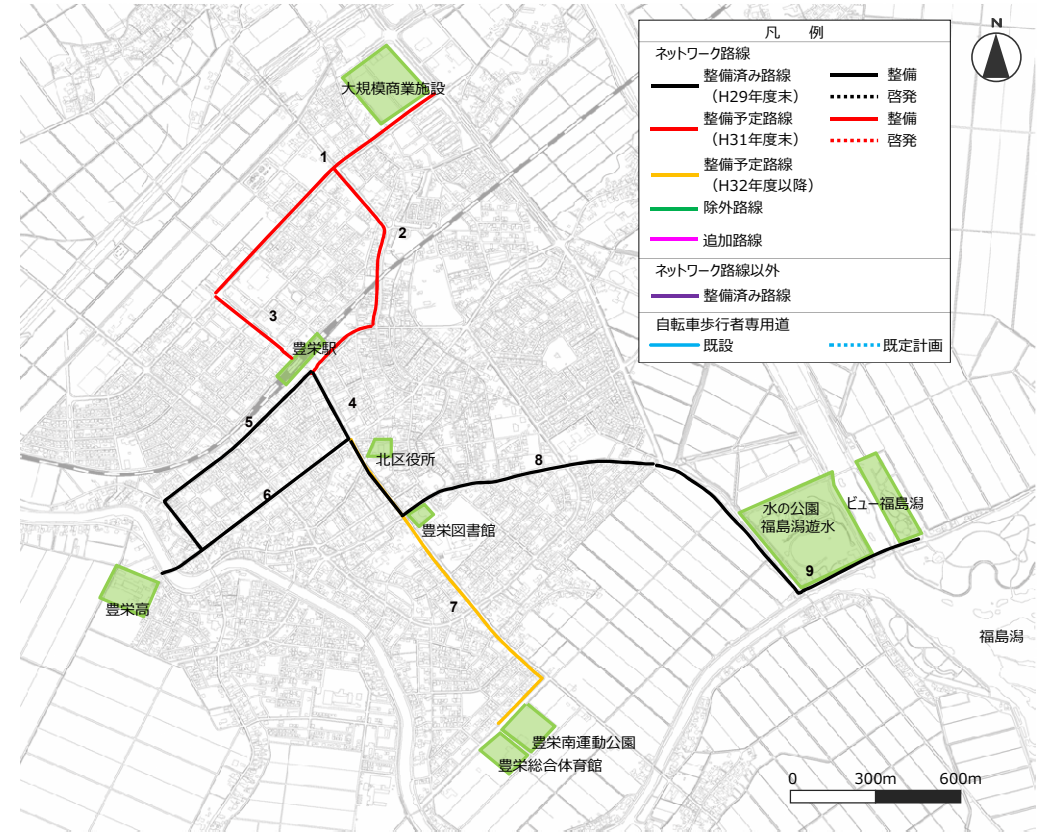 凡 例
ネットワーク路線
整備済み路線
（H29年度末）
整備
啓発
整備予定路線
（H31年度末）
整備
啓発
整備予定路線
（H32年度以降）
除外路線
追加路線
ネットワーク路線以外
整備済み路線
自転車歩行者専用道
既設
既定計画
N
大規模商業施設
1
2
3
豊栄駅
4
5
北区役所
8
6
豊栄図書館
水の公園
福島潟遊水
ビュー福島潟
9
豊栄高
7
福島潟
豊栄南運動公園
豊栄総合体育館
0 300m 600m